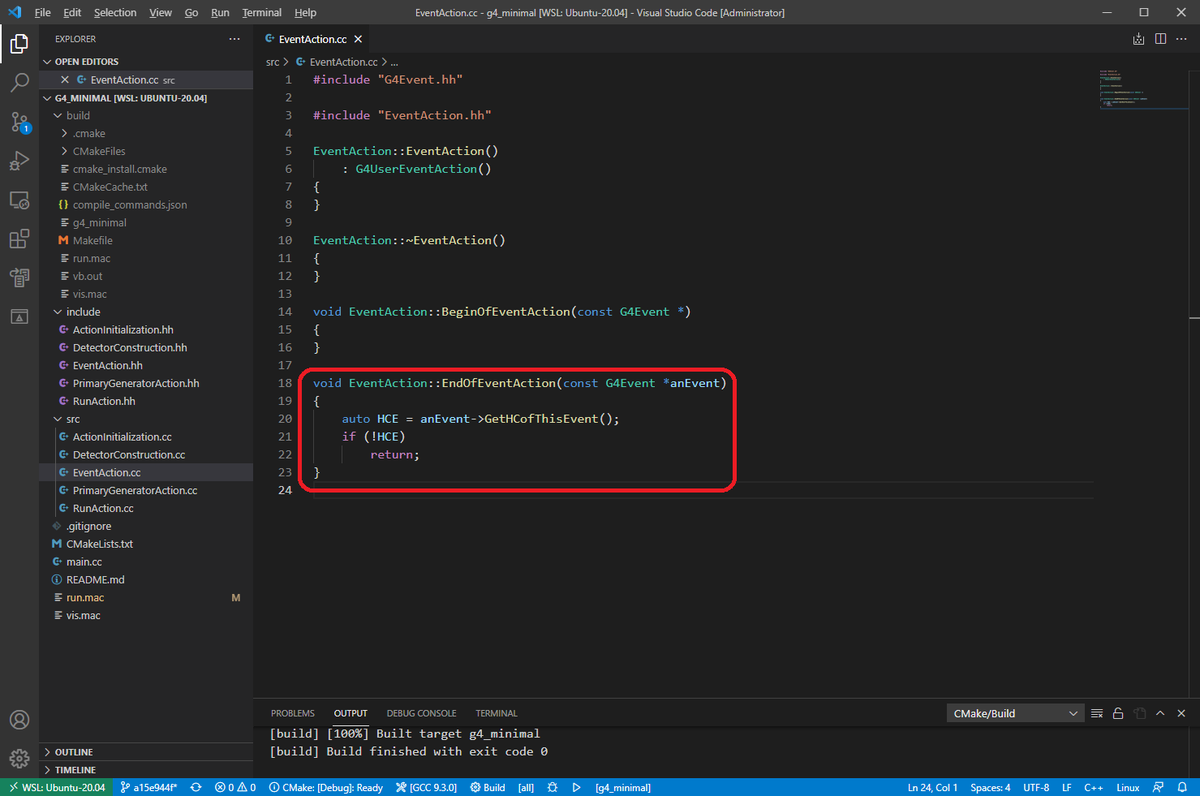 File Edit Selection View Go Run Terminal Help EventAction.cc - g4_minimal [WSL: Ubuntu-20.04] - Visual Studio Code [Administrator]
EXPLORER
OPEN EDITORS
EventAction.cc src
G4_MINIMAL [WSL: UBUNTU-20.04]
build
.cmake
CMakeFiles
cmake_install.cmake
CMakeCache.txt
{} compile_commands.json
g4_minimal
Makefile
run.mac
vb.out
vis.mac
include
ActionInitialization.hh
DetectorConstruction.hh
EventAction.hh
PrimaryGeneratorAction.hh
RunAction.hh
src
ActionInitialization.cc
DetectorConstruction.cc
EventAction.cc
PrimaryGeneratorAction.cc
RunAction.cc
.gitignore
CMakeLists.txt
main.cc
README.md
run.mac M
vis.mac
OUTLINE
TIMELINE
1
EventAction.cc
src > EventAction.cc > ...
1 #include "G4Event.hh"
2
3 #include "EventAction.hh"
4
5 EventAction::EventAction()
6 : G4UserEventAction()
7 {
8 }
9
10 EventAction::~EventAction()
11 {
12 }
13
14 void EventAction::BeginOfEventAction(const G4Event *)
15 {
16 }
17
18 void EventAction::EndOfEventAction(const G4Event *anEvent)
19 {
20 auto HCE = anEvent->GetHCofThisEvent();
21 if (!HCE)
22 return;
23 }
24
PROBLEMS OUTPUT DEBUG CONSOLE TERMINAL CMake/Build
[build] [100%] Built target g4_minimal
[build] Build finished with exit code 0
WSL: Ubuntu-20.04 a15e944f* 0 0 CMake: [Debug]: Ready [GCC 9.3.0] Build [all] [g4_minimal] Ln 24, Col 1 Spaces: 4 UTF-8 LF C++ Linux